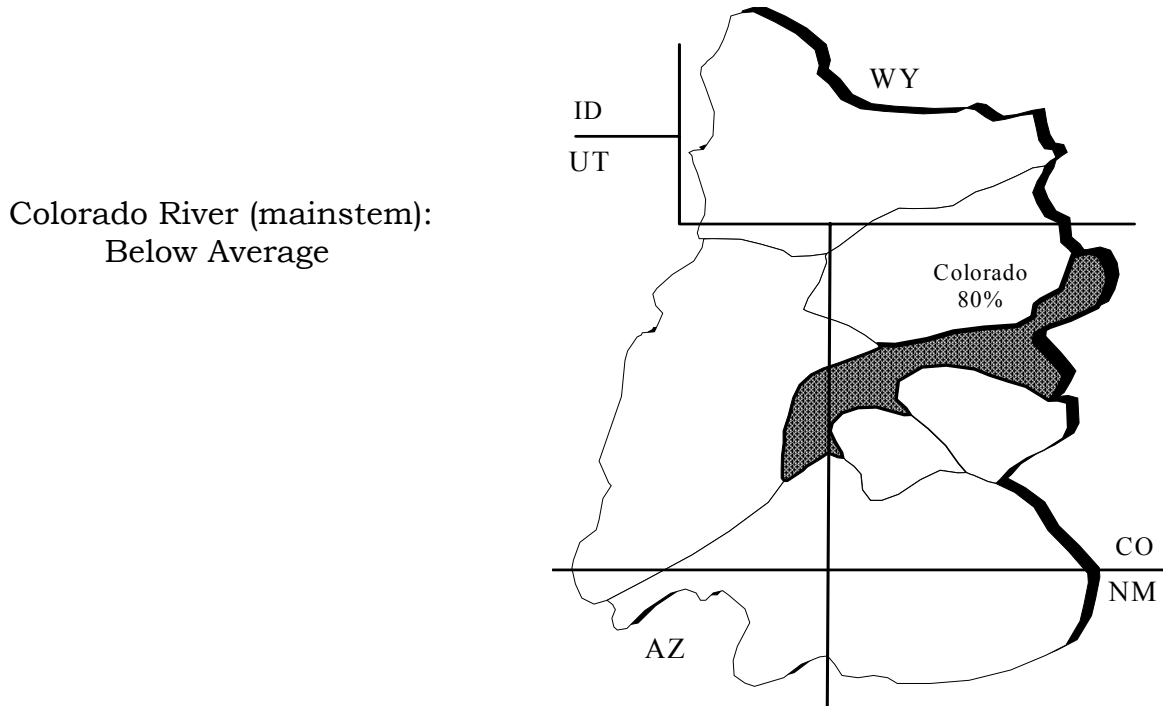 WY
ID
UT
Colorado River (mainstem):
Below Average
Colorado
80%
CO
NM
AZ